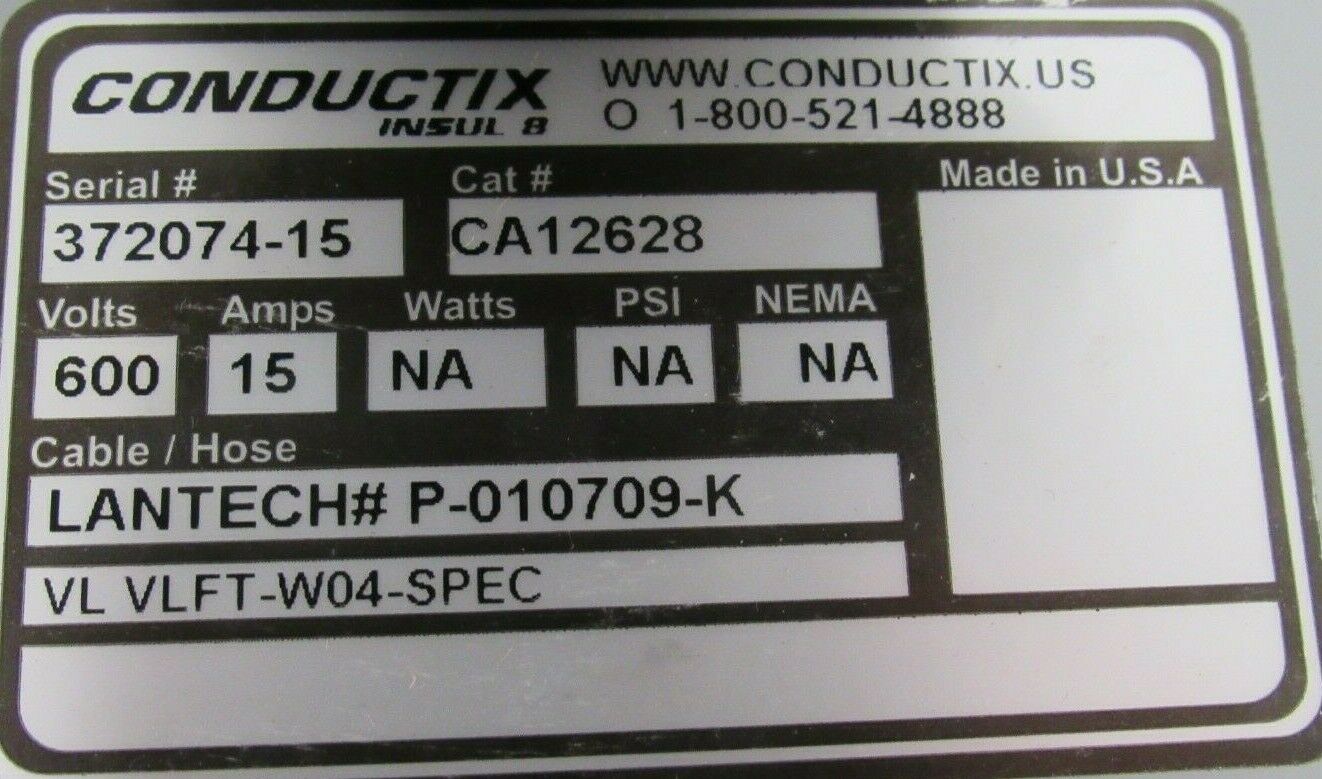 CONDUCTIX
INSUL 8
WWW.CONDUCTIX.US
O 1-800-521-4888
Serial # Cat # Made in U.S.A
372074-15 CA12628
Volts Amps Watts PSI NEMA
600 15 NA NA NA
Cable / Hose
LANTECH# P-010709-K
VL VLFT-W04-SPEC